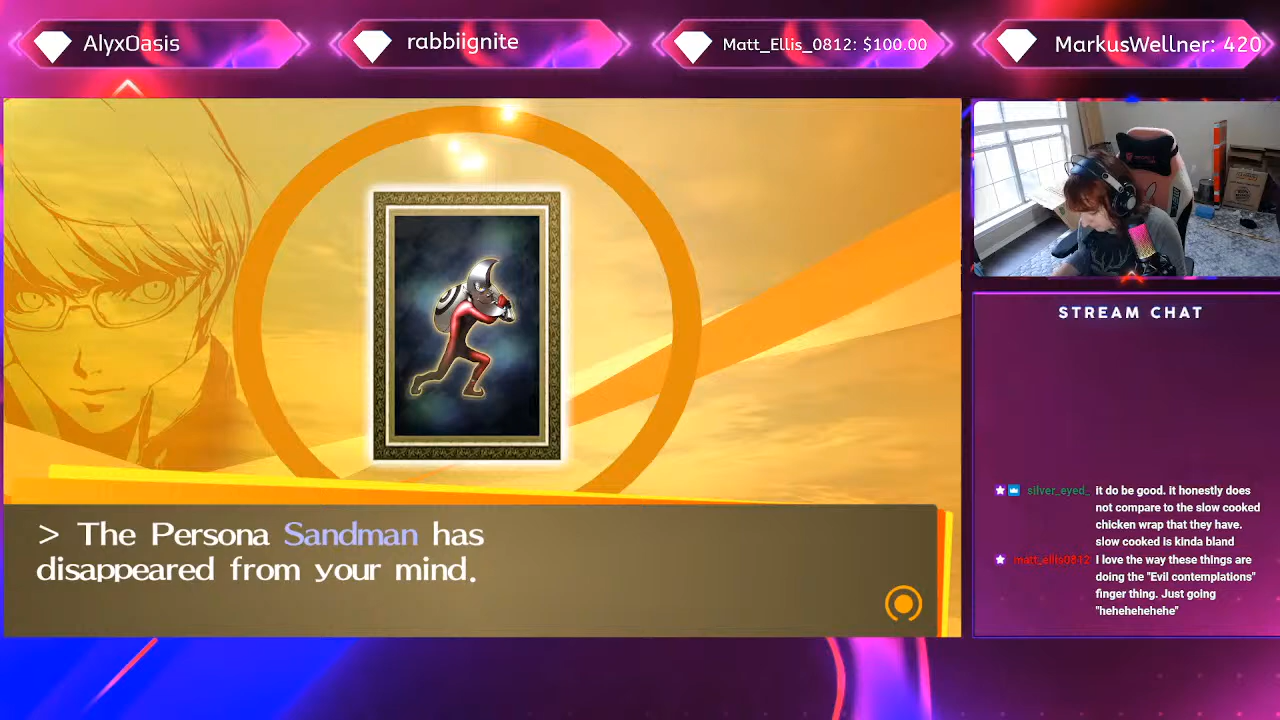 AlyxOasis
rabbiignite
Matt_Ellis_0812: $100.00
MarkusWellner: 420
STREAM CHAT
silver_eyed_ it do be good. it honestly does
not compare to the slow cooked
chicken wrap that they have.
slow cooked is kinda bland
matt_ellis0812 I love the way these things are
doing the "Evil contemplations"
finger thing. Just going
"hehehehehehe"
> The Persona Sandman has
disappeared from your mind.